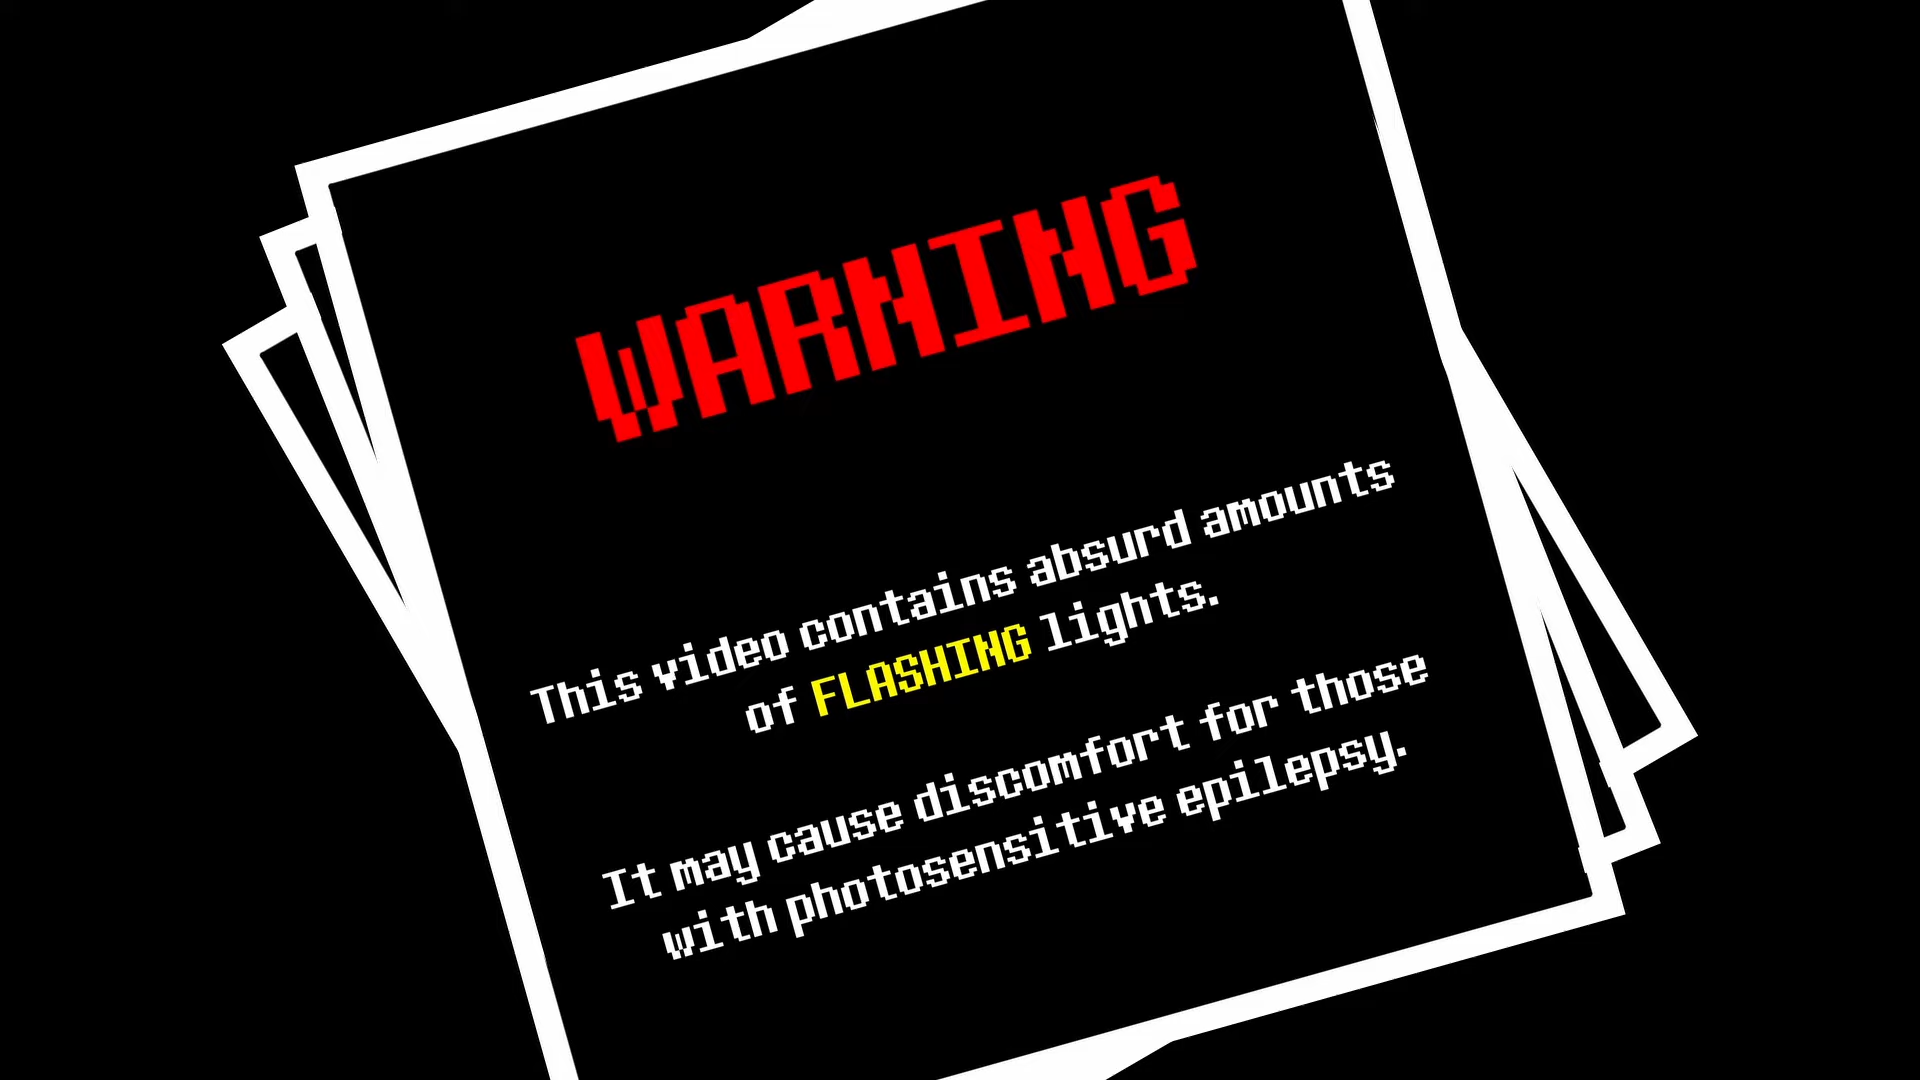 WARNING
This video contains absurd amounts
of FLASHING lights.
It may cause discomfort for those
with photosensitive epilepsy.